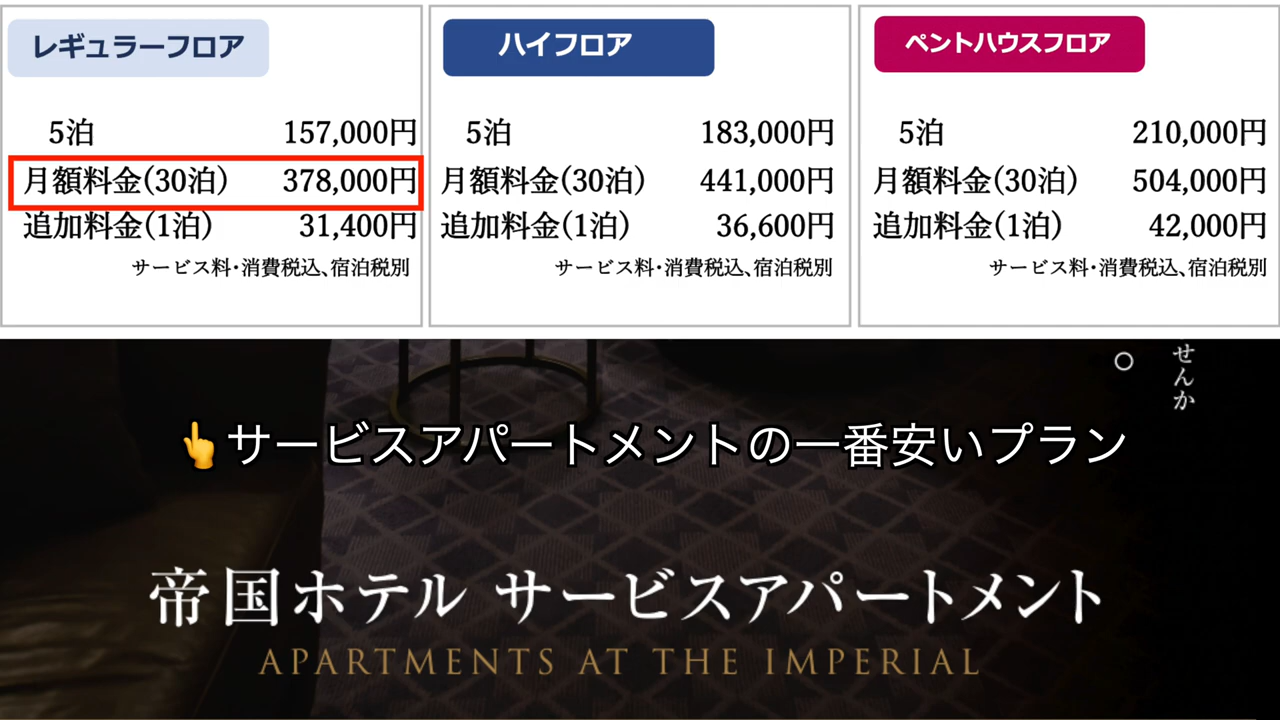 レギュラーフロア
5泊 157,000円
月額料金(30泊) 378,000円
追加料金(1泊) 31,400円
サービス料・消費税込、宿泊税別
ハイフロア
5泊 183,000円
月額料金(30泊) 441,000円
追加料金(1泊) 36,600円
サービス料・消費税込、宿泊税別
ペントハウスフロア
5泊 210,000円
月額料金(30泊) 504,000円
追加料金(1泊) 42,000円
サービス料・消費税込、宿泊税別
せんか
。
👆サービスアパートメントの一番安いプラン
帝国ホテル サービスアパートメント
APARTMENTS AT THE IMPERIAL